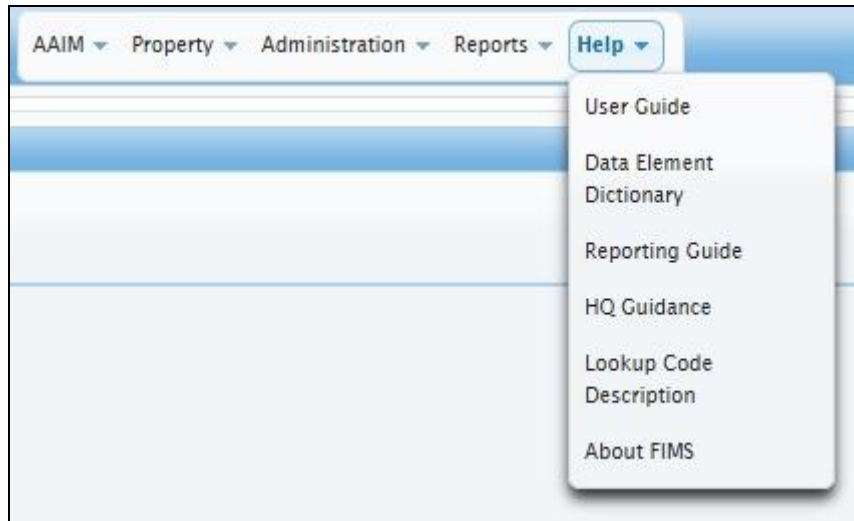 AAIM Property Administration Reports Help
User Guide
Data Element
Dictionary
Reporting Guide
HQ Guidance
Lookup Code
Description
About FIMS